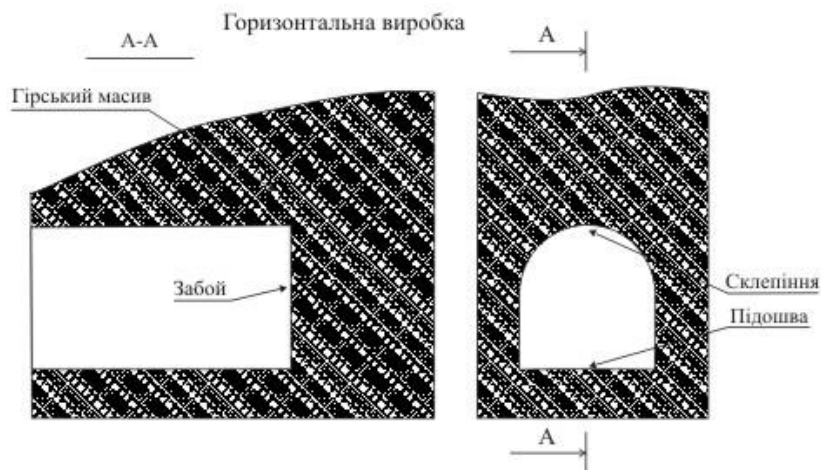 Горизонтальна виробка
А-А
А
Гірський масив
Забой
Склепіння
Підошва
А